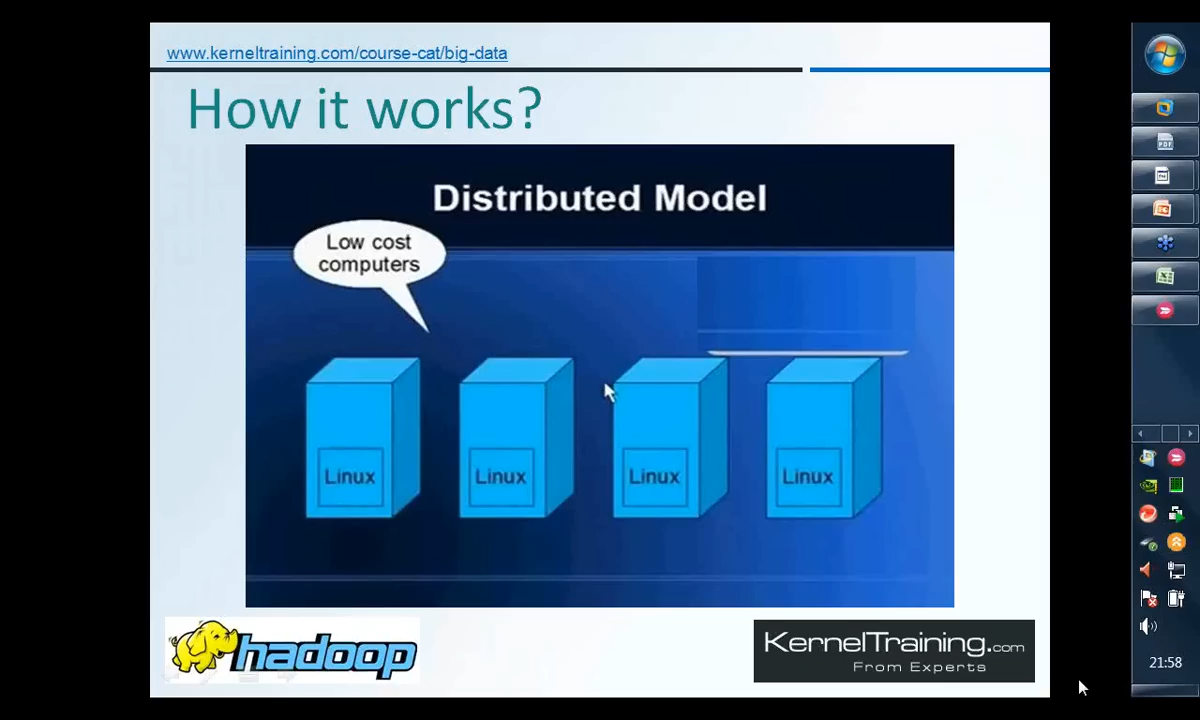 www.kerneltraining.com/course-cat/big-data
How it works?
Distributed Model
Low cost
computers
Linux
Linux
Linux
Linux
hadoop
KernelTraining.com
From Experts
21:58